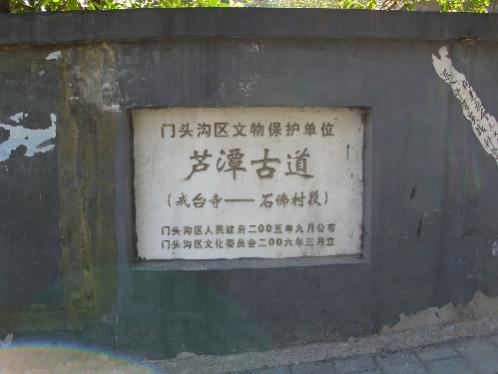 门头沟区文物保护单位
芦潭古道
(戒台寺——石佛村段)
门头沟区人民政府二00五年九月公布
门头沟区文化委员会二00六年三月立